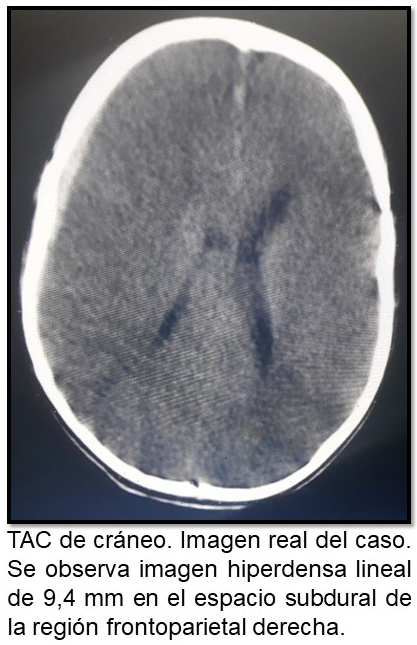 TAC de cráneo. Imagen real del caso.
Se observa imagen hiperdensa lineal
de 9,4 mm en el espacio subdural de
la región frontoparietal derecha.